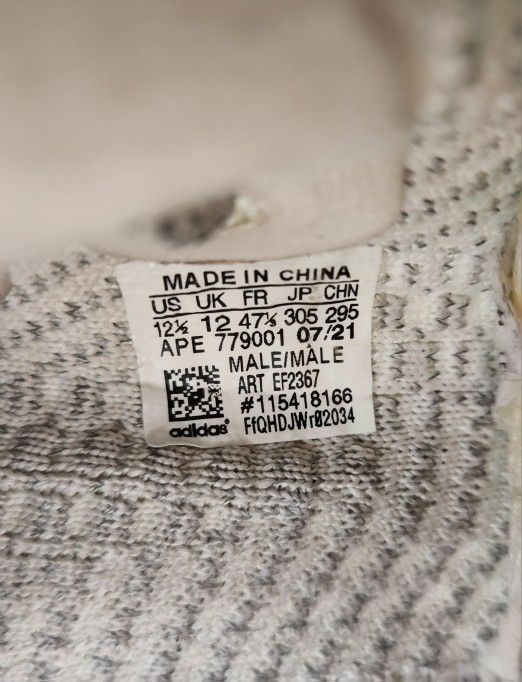 MADE IN CHINA
US UK FR JP CHN
12½ 12 47⅓ 305 295
APE 779001 07/21
MALE/MÂLE
ART EF2367
#115418166
FfQHDJWr02034
adidas®